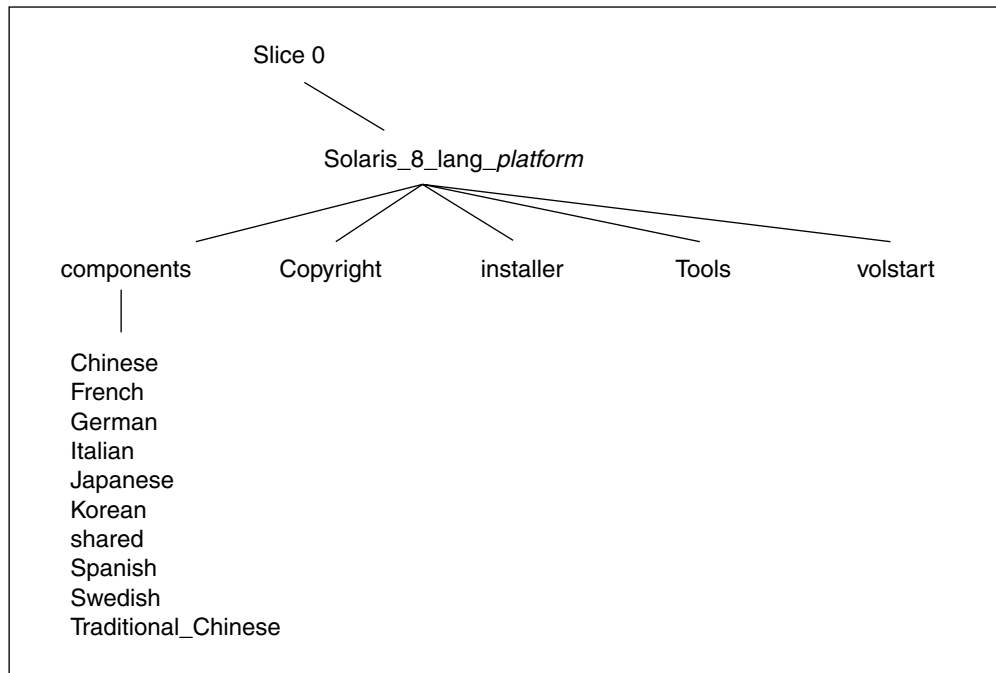 Slice 0
Solaris_8_lang_platform
components Copyright installer Tools volstart
Chinese
French
German
Italian
Japanese
Korean
shared
Spanish
Swedish
Traditional_Chinese